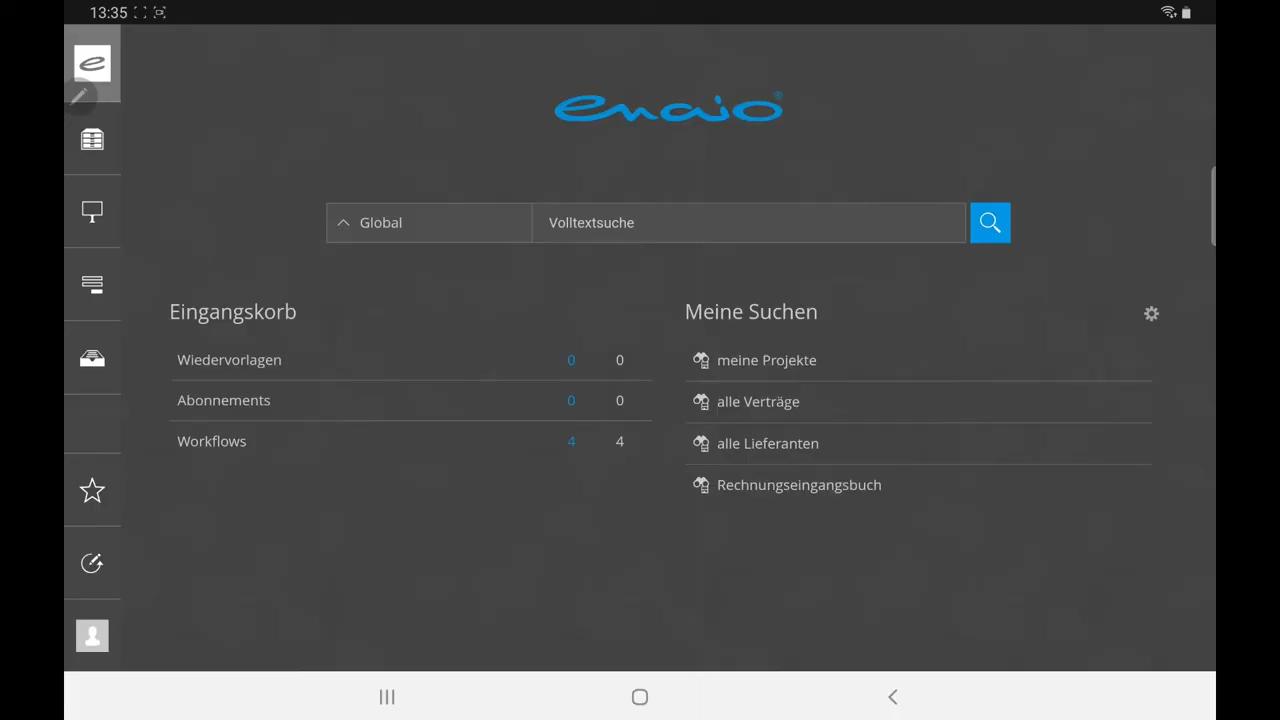 13:35
e
enaio®
Global
Volltextsuche
Eingangskorb
Wiedervorlagen 0 0
Abonnements 0 0
Workflows 4 4
Meine Suchen
meine Projekte
alle Verträge
alle Lieferanten
Rechnungseingangsbuch